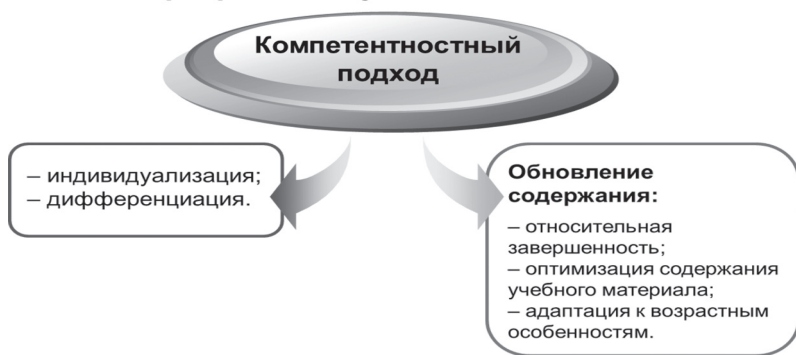 Компетентностный
подход
– индивидуализация;
– дифференциация.
Обновление
содержания:
– относительная
завершенность;
– оптимизация содержания
учебного материала;
– адаптация к возрастным
особенностям.